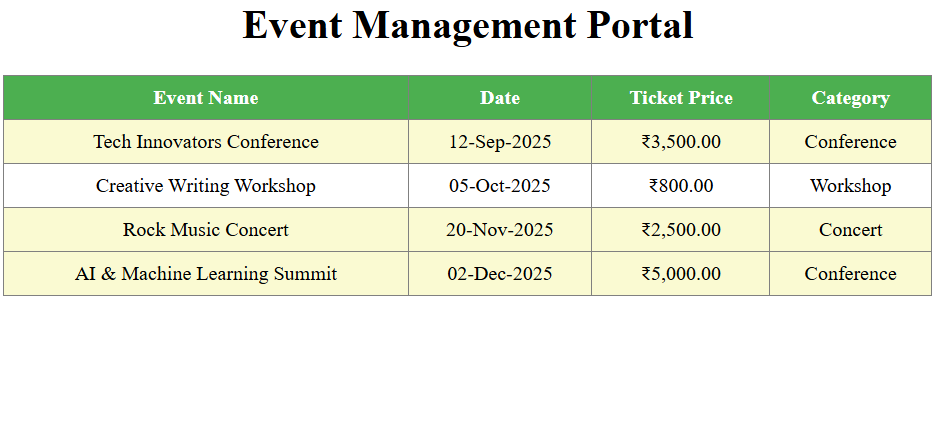 Event Management Portal
Event Name Date Ticket Price Category
Tech Innovators Conference 12-Sep-2025 ₹3,500.00 Conference
Creative Writing Workshop 05-Oct-2025 ₹800.00 Workshop
Rock Music Concert 20-Nov-2025 ₹2,500.00 Concert
AI & Machine Learning Summit 02-Dec-2025 ₹5,000.00 Conference